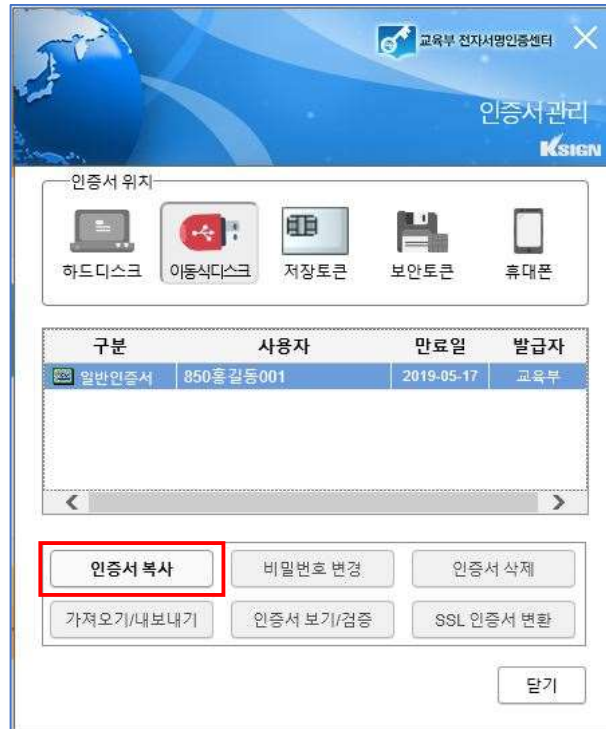 교육부 전자서명인증센터
인증서관리
KSIGN
인증서 위치
하드디스크 이동식디스크 저장토큰 보안토큰 휴대폰
구분 사용자 만료일 발급자
일반인증서 850홍길동001 2019-05-17 교육부
인증서 복사 비밀번호 변경 인증서 삭제
가져오기/내보내기 인증서 보기/검증 SSL 인증서 변환
닫기